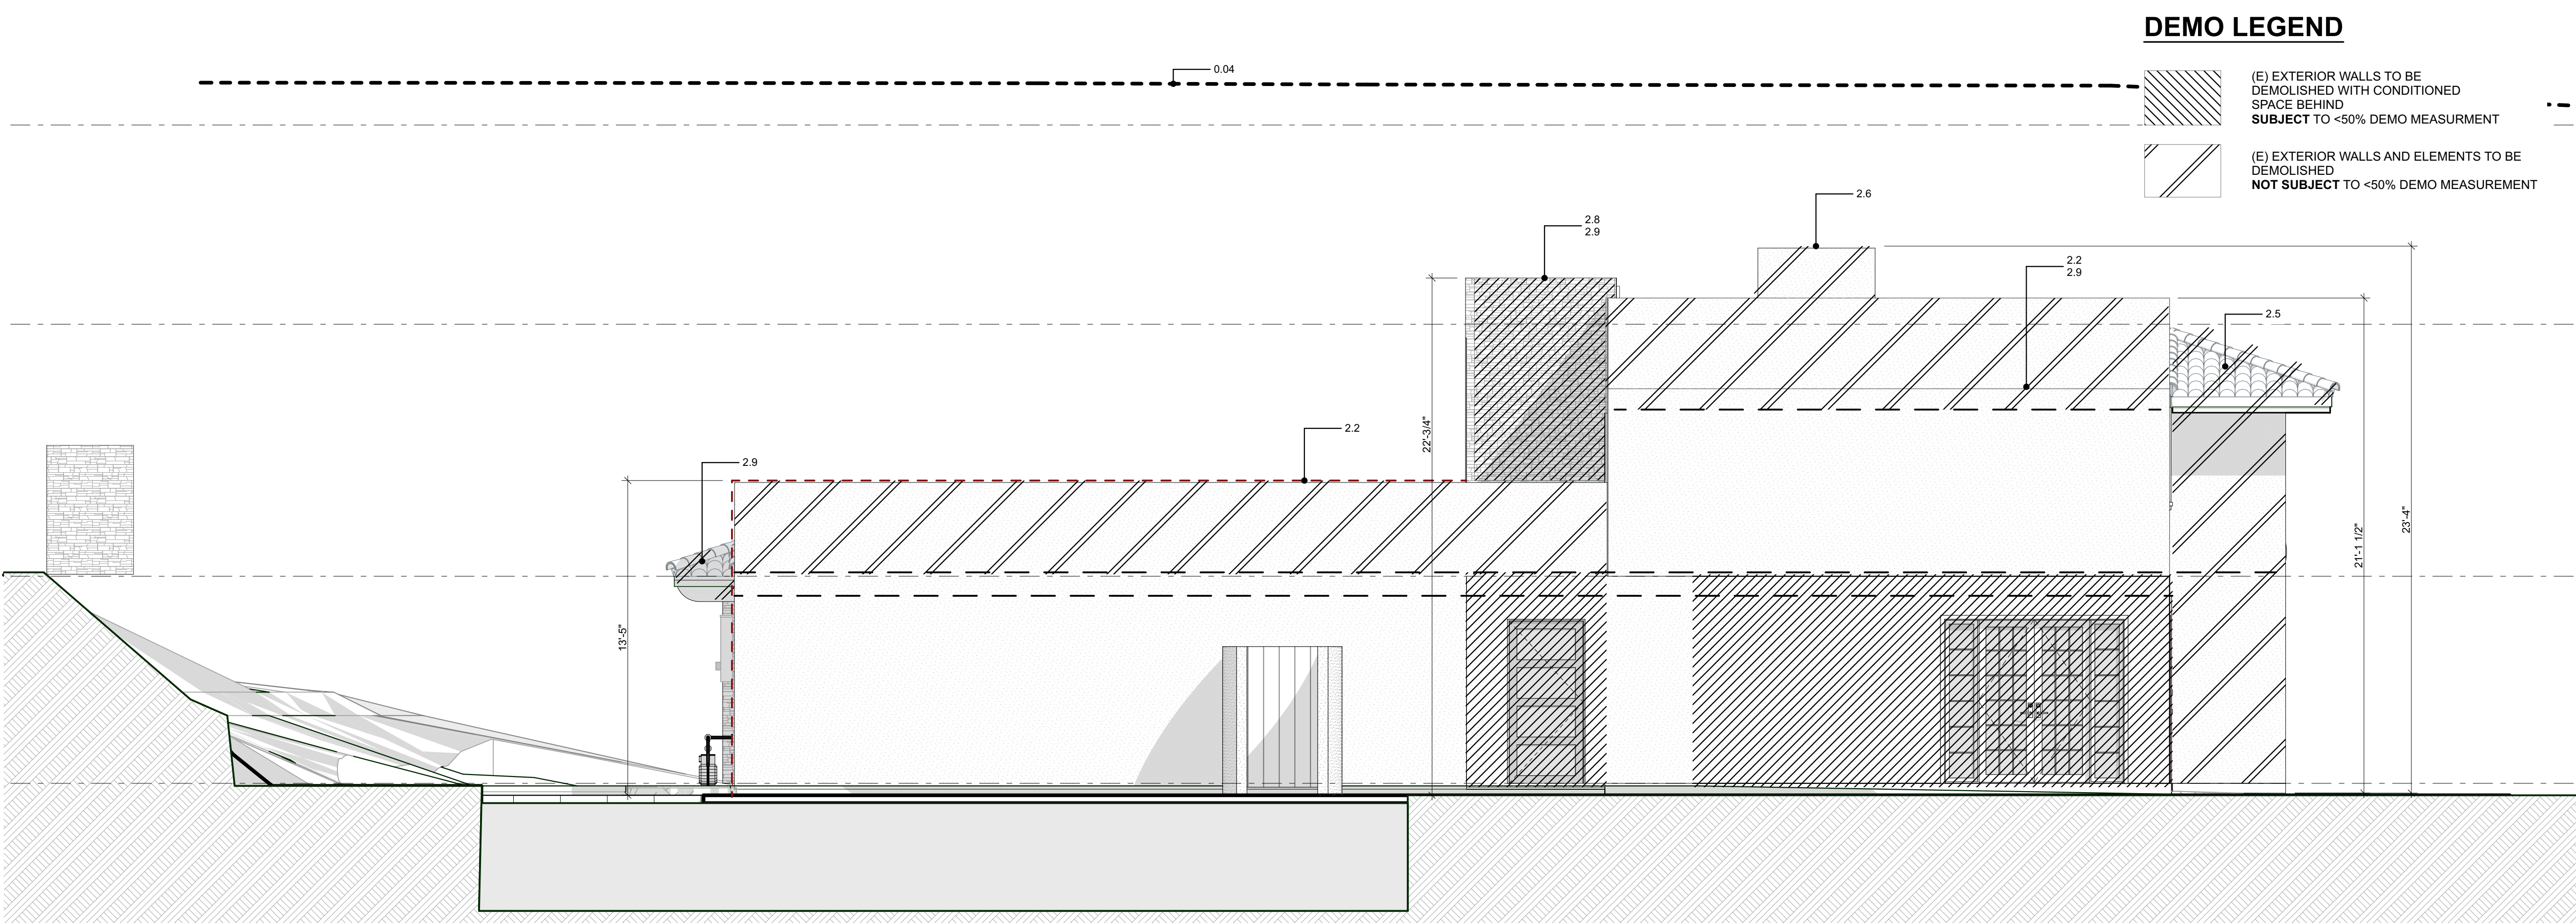 DEMO LEGEND
0.04
(E) EXTERIOR WALLS TO BE
DEMOLISHED WITH CONDITIONED
SPACE BEHIND
SUBJECT TO <50% DEMO MEASURMENT
(E) EXTERIOR WALLS AND ELEMENTS TO BE
DEMOLISHED
NOT SUBJECT TO <50% DEMO MEASUREMENT
2.6
2.8
2.9
2.2
2.9
2.5
2.2
2.9
22'-3/4"
13'-5"
21'-1 1/2"
23'-4"